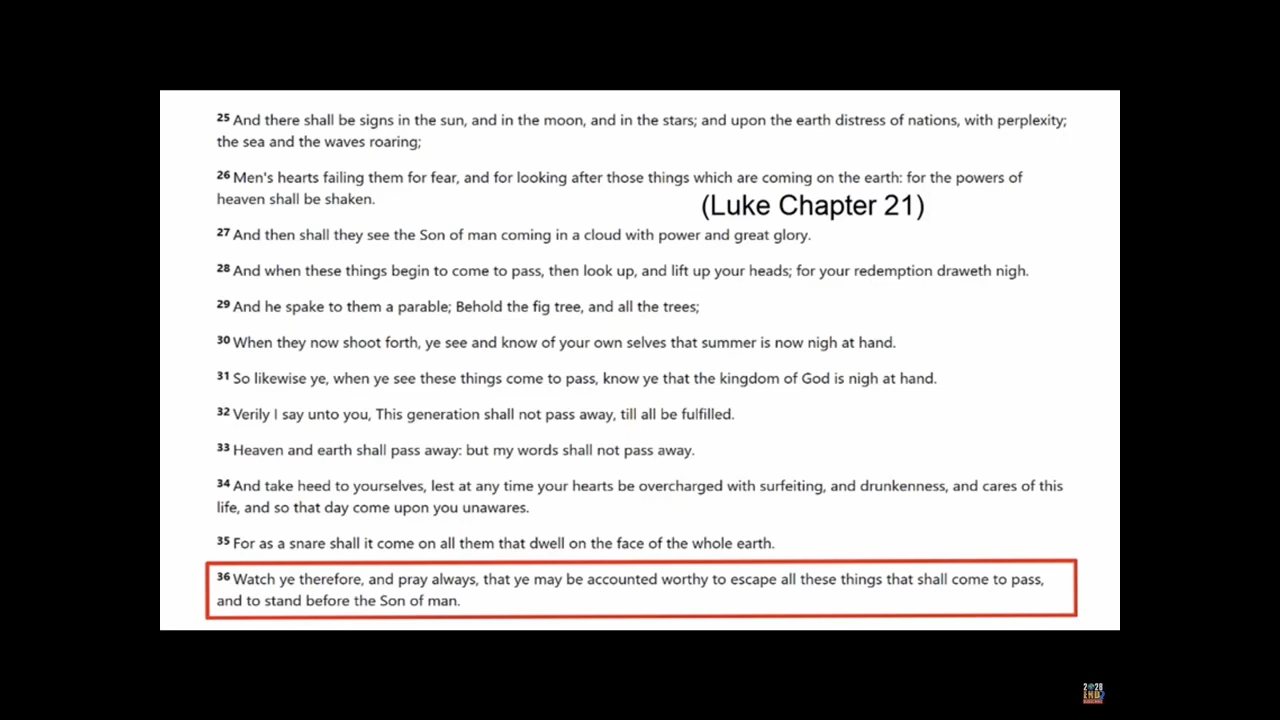 25 And there shall be signs in the sun, and in the moon, and in the stars; and upon the earth distress of nations, with perplexity;
the sea and the waves roaring;
26 Men's hearts failing them for fear, and for looking after those things which are coming on the earth: for the powers of
heaven shall be shaken.
(Luke Chapter 21)
27 And then shall they see the Son of man coming in a cloud with power and great glory.
28 And when these things begin to come to pass, then look up, and lift up your heads; for your redemption draweth nigh.
29 And he spake to them a parable; Behold the fig tree, and all the trees;
30 When they now shoot forth, ye see and know of your own selves that summer is now nigh at hand.
31 So likewise ye, when ye see these things come to pass, know ye that the kingdom of God is nigh at hand.
32 Verily I say unto you, This generation shall not pass away, till all be fulfilled.
33 Heaven and earth shall pass away: but my words shall not pass away.
34 And take heed to yourselves, lest at any time your hearts be overcharged with surfeiting, and drunkenness, and cares of this
life, and so that day come upon you unawares.
35 For as a snare shall it come on all them that dwell on the face of the whole earth.
36 Watch ye therefore, and pray always, that ye may be accounted worthy to escape all these things that shall come to pass,
and to stand before the Son of man.
2028
END